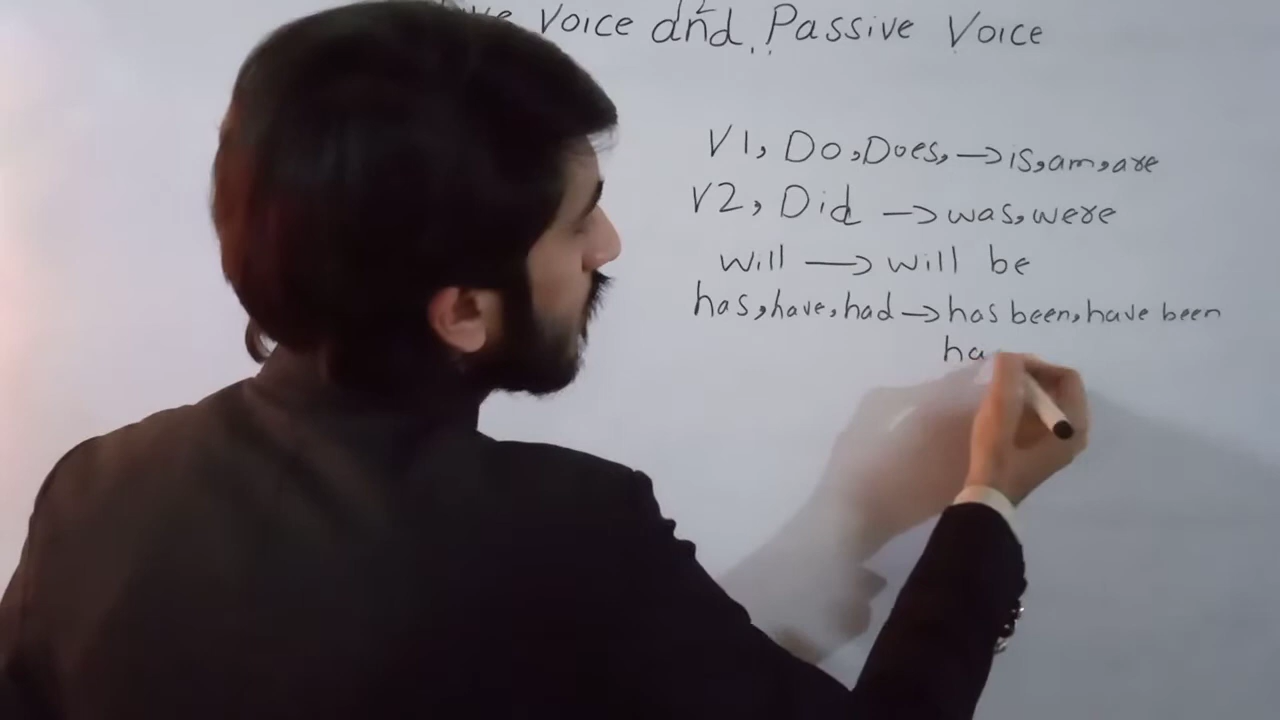 Voice and Passive Voice
V1, Do, Does, → is, am, are
V2, Did → was, were
will → will be
has, have, had → has been, have been
ha